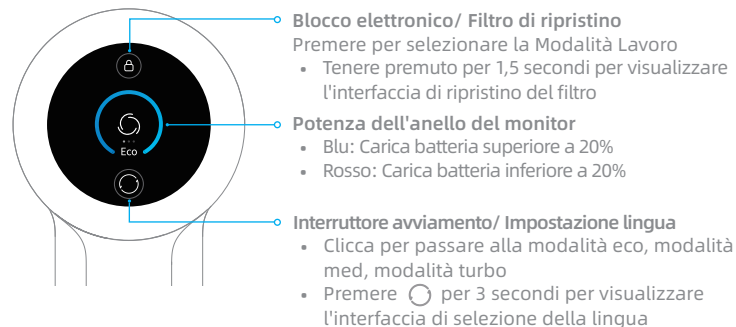 Blocco elettronico/ Filtro di ripristino
Premere per selezionare la Modalità Lavoro
• Tenere premuto per 1,5 secondi per visualizzare
l'interfaccia di ripristino del filtro
Potenza dell'anello del monitor
• Blu: Carica batteria superiore a 20%
• Rosso: Carica batteria inferiore a 20%
Eco
Interruttore avviamento/ Impostazione lingua
• Clicca per passare alla modalità eco, modalità
med, modalità turbo
• Premere per 3 secondi per visualizzare
l'interfaccia di selezione della lingua